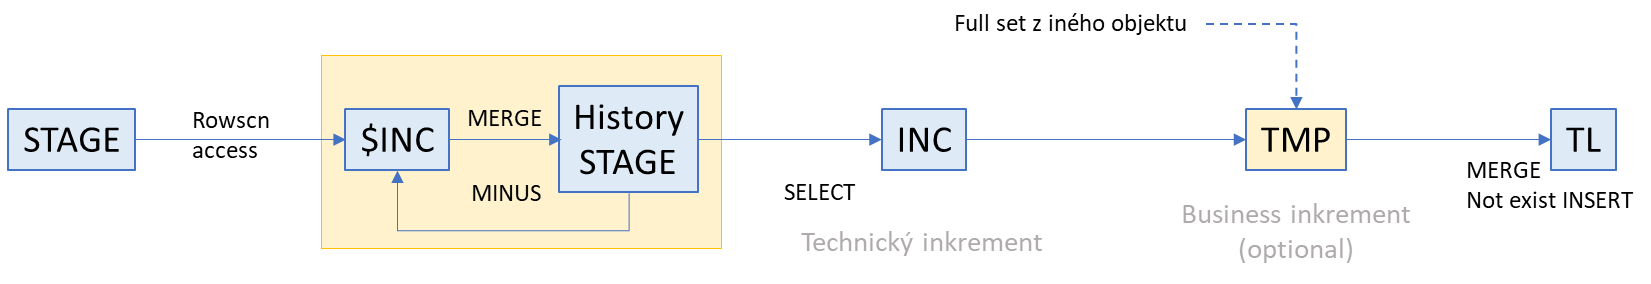 Full set z iného objektu
STAGE
Rowscn
access
$INC
MERGE
MINUS
History
STAGE
SELECT
INC
Technický inkrement
TMP
Business inkrement
(optional)
TL
MERGE
Not exist INSERT